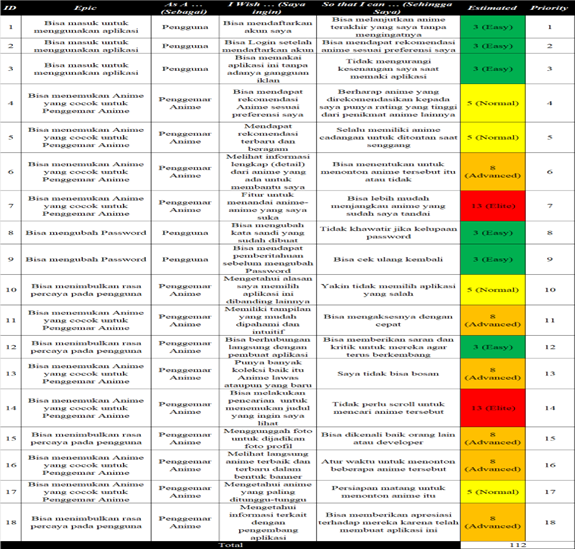 ID Epic As A … (Sebagai) I Wish … (Saya ingin) So that I can … (Sehingga Saya) Estimated Priority
1 Bisa masuk untuk menggunakan aplikasi Pengguna Bisa mendaftarkan akun saya Bisa melanjutkan anime terakhir yang saya tanpa mengingatnya 3 (Easy) 1
2 Bisa masuk untuk menggunakan aplikasi Pengguna Bisa Login setelah mendaftarkan akun Bisa mendapat rekomendasi anime sesuai preferensi saya 3 (Easy) 2
3 Bisa masuk untuk menggunakan aplikasi Pengguna Bisa memakai aplikasi ini tanpa adanya gangguan iklan Tidak mengurangi kesenangan saya saat memaki aplikasi 3 (Easy) 3
4 Bisa menemukan Anime yang cocok untuk Penggemar Anime Penggemar Anime Bisa mendapat rekomendasi Anime sesuai preferensi saya Berharap anime yang direkomendasikan kepada saya punya rating yang tinggi dari penikmat anime lainnya 5 (Normal) 4
5 Bisa menemukan Anime yang cocok untuk Penggemar Anime Penggemar Anime Mendapat rekomendasi terbaru dan beragam Selalu memiliki anime cadangan untuk ditonton saat senggang 5 (Normal) 5
6 Bisa menemukan Anime yang cocok untuk Penggemar Anime Penggemar Anime Melihat informasi lengkap (detail) dari anime yang ada untuk membantu saya Bisa menentukan untuk menonton anime tersebut itu atau tidak 8 (Advanced) 6
7 Bisa menemukan Anime yang cocok untuk Penggemar Anime Penggemar Anime Fitur untuk menandai anime-anime yang saya suka Bisa lebih mudah menjangkau anime yang sudah saya tandai 13 (Elite) 7
8 Bisa mengubah Password Pengguna Bisa mengubah kata sandi yang sudah dibuat Tidak khawatir jika kelupaan password 3 (Easy) 8
9 Bisa mengubah Password Pengguna Bisa mendapat pemberitahuan sebelum mengubah Password Bisa cek ulang kembali 3 (Easy) 9
10 Bisa menimbulkan rasa percaya pada pengguna Penggemar Anime Mengetahui alasan saya memilih aplikasi ini dibanding lainnya Yakin tidak memilih aplikasi yang salah 5 (Normal) 10
11 Bisa menemukan Anime yang cocok untuk Penggemar Anime Penggemar Anime Memiliki tampilan yang mudah dipahami dan intuitif Bisa mengaksesnya dengan cepat 8 (Advanced) 11
12 Bisa menimbulkan rasa percaya pada pengguna Penggemar Anime Bisa berhubungan langsung dengan pembuat aplikasi Bisa memberikan saran dan kritik untuk mereka agar terus berkembang 3 (Easy) 12
13 Bisa menemukan Anime yang cocok untuk Penggemar Anime Penggemar Anime Punya banyak koleksi baik itu Anime lawas ataupun yang baru Saya tidak bisa bosan 8 (Advanced) 13
14 Bisa menemukan Anime yang cocok untuk Penggemar Anime Penggemar Anime Bisa melakukan pencarian untuk menemukan judul yang ingin saya lihat Tidak perlu scroll untuk mencari anime tersebut 13 (Elite) 14
15 Bisa menimbulkan rasa percaya pada pengguna Penggemar Anime Mengunggah foto untuk dijadikan foto profil Bisa dikenali baik orang lain atau developer 8 (Advanced) 15
16 Bisa menemukan Anime yang cocok untuk Penggemar Anime Penggemar Anime Melihat langsung anime terbaik dan terbaru dalam bentuk banner Atur waktu untuk menonton beberapa anime tersebut 8 (Advanced) 16
17 Bisa menemukan Anime yang cocok untuk Penggemar Anime Penggemar Anime Mengetahui anime yang paling ditunggu-tunggu Persiapan matang untuk menonton anime itu 5 (Normal) 17
18 Bisa menimbulkan rasa percaya pada pengguna Penggemar Anime Mengetahui informasi terkait dengan pengembang aplikasi Bisa memberikan apresiasi terhadap mereka karena telah membuat aplikasi ini 8 (Advanced) 18
Total 112